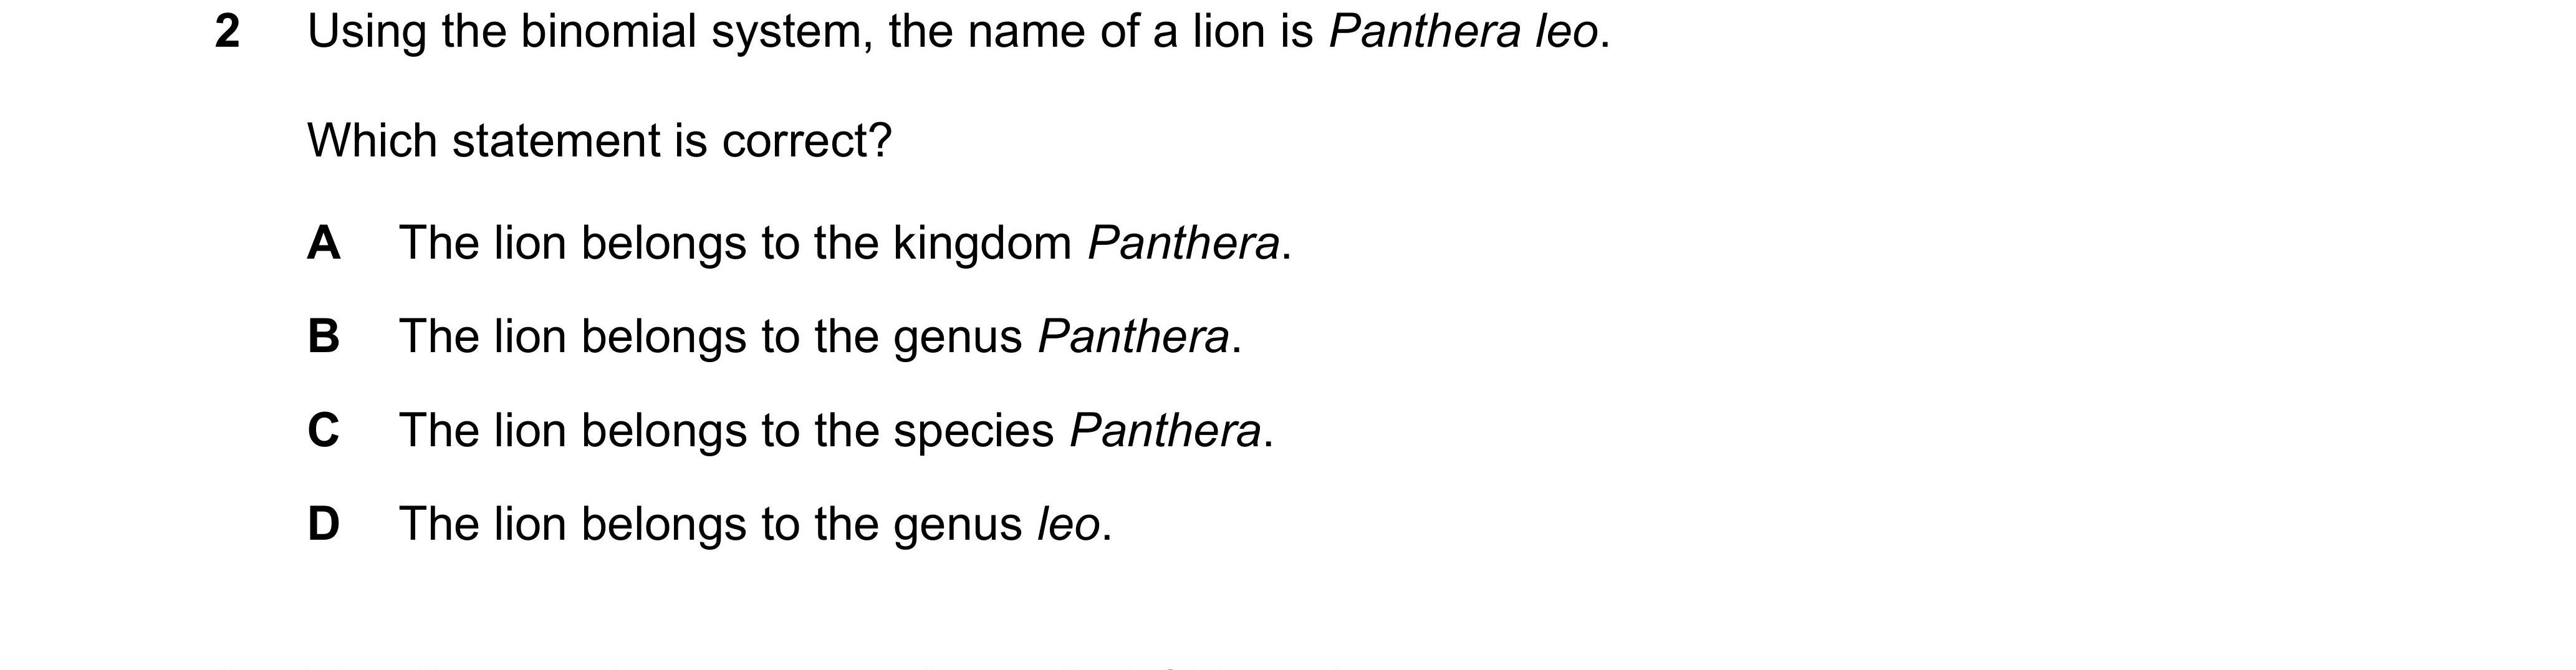 2 Using the binomial system, the name of a lion is Panthera leo.
Which statement is correct?
A The lion belongs to the kingdom Panthera.
B The lion belongs to the genus Panthera.
C The lion belongs to the species Panthera.
D The lion belongs to the genus leo.